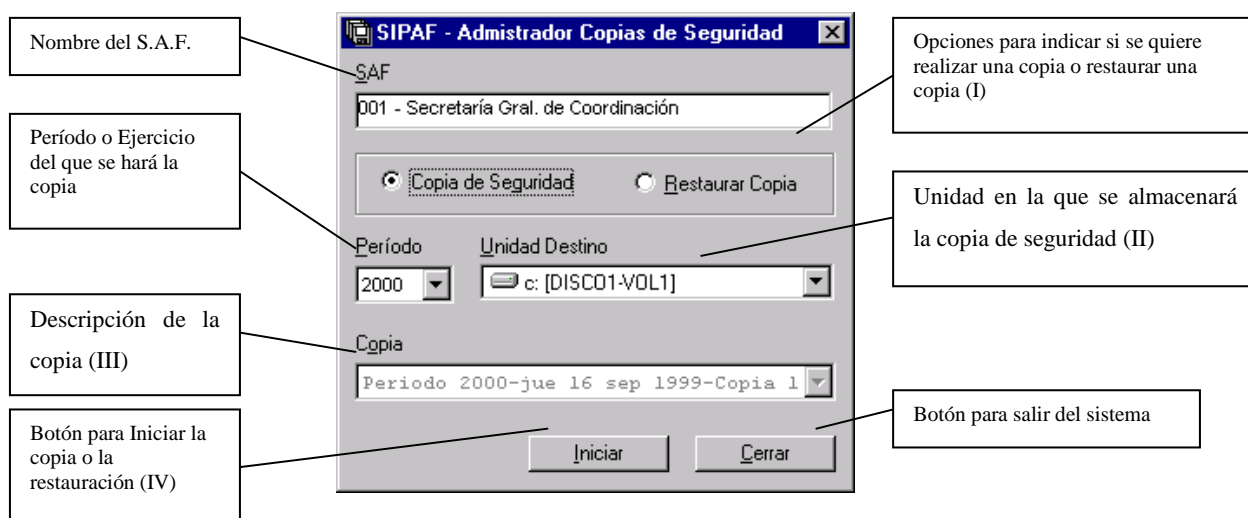 Nombre del S.A.F.
Período o Ejercicio
del que se hará la
copia
Descripción de la
copia (III)
Botón para Iniciar la
copia o la
restauración (IV)
SIPAF - Admistrador Copias de Seguridad
SAF
001 - Secretaría Gral. de Coordinación
Copia de Seguridad
Restaurar Copia
Período
Unidad Destino
2000
c: [DISCO1-VOL1]
Copia
Periodo 2000-jue 16 sep 1999-Copia 1
Iniciar
Cerrar
Opciones para indicar si se quiere
realizar una copia o restaurar una
copia (I)
Unidad en la que se almacenará
la copia de seguridad (II)
Botón para salir del sistema